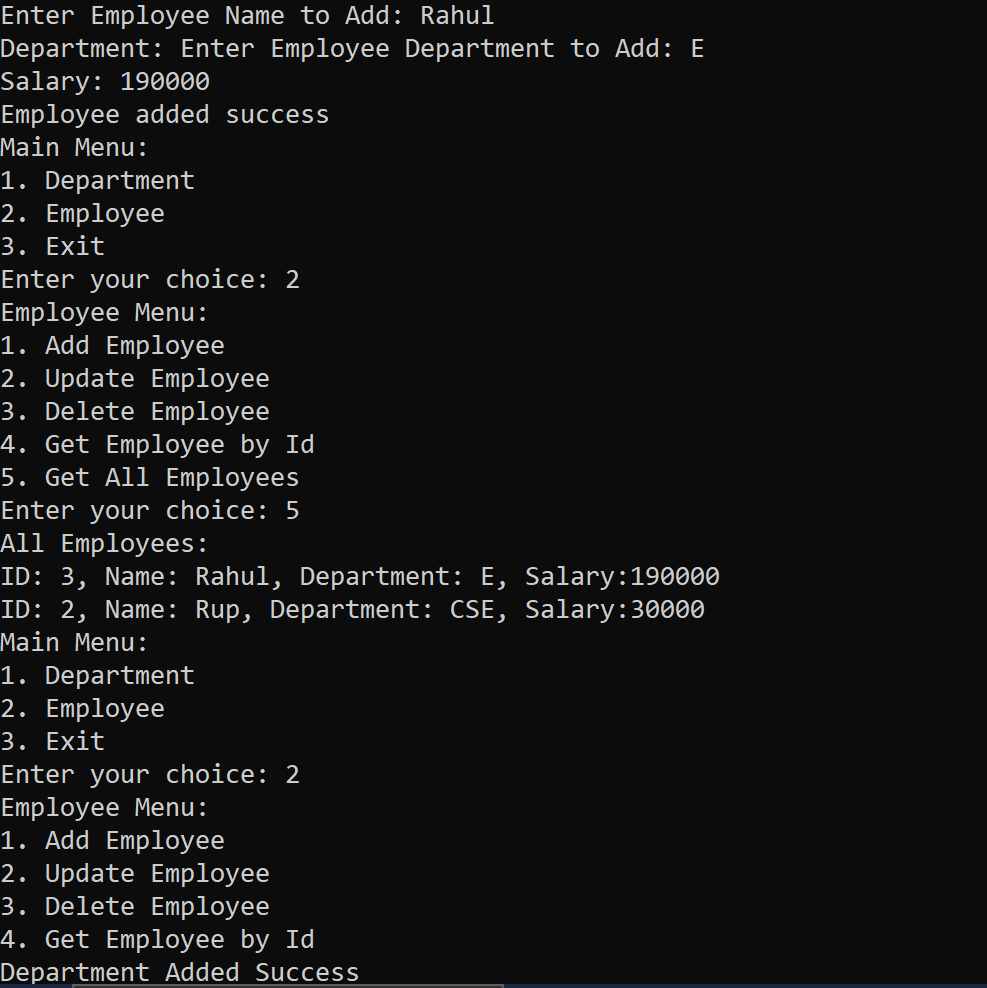 Enter Employee Name to Add: Rahul
Department: Enter Employee Department to Add: E
Salary: 190000
Employee added success
Main Menu:
1. Department
2. Employee
3. Exit
Enter your choice: 2
Employee Menu:
1. Add Employee
2. Update Employee
3. Delete Employee
4. Get Employee by Id
5. Get All Employees
Enter your choice: 5
All Employees:
ID: 3, Name: Rahul, Department: E, Salary:190000
ID: 2, Name: Rup, Department: CSE, Salary:30000
Main Menu:
1. Department
2. Employee
3. Exit
Enter your choice: 2
Employee Menu:
1. Add Employee
2. Update Employee
3. Delete Employee
4. Get Employee by Id
Department Added Success